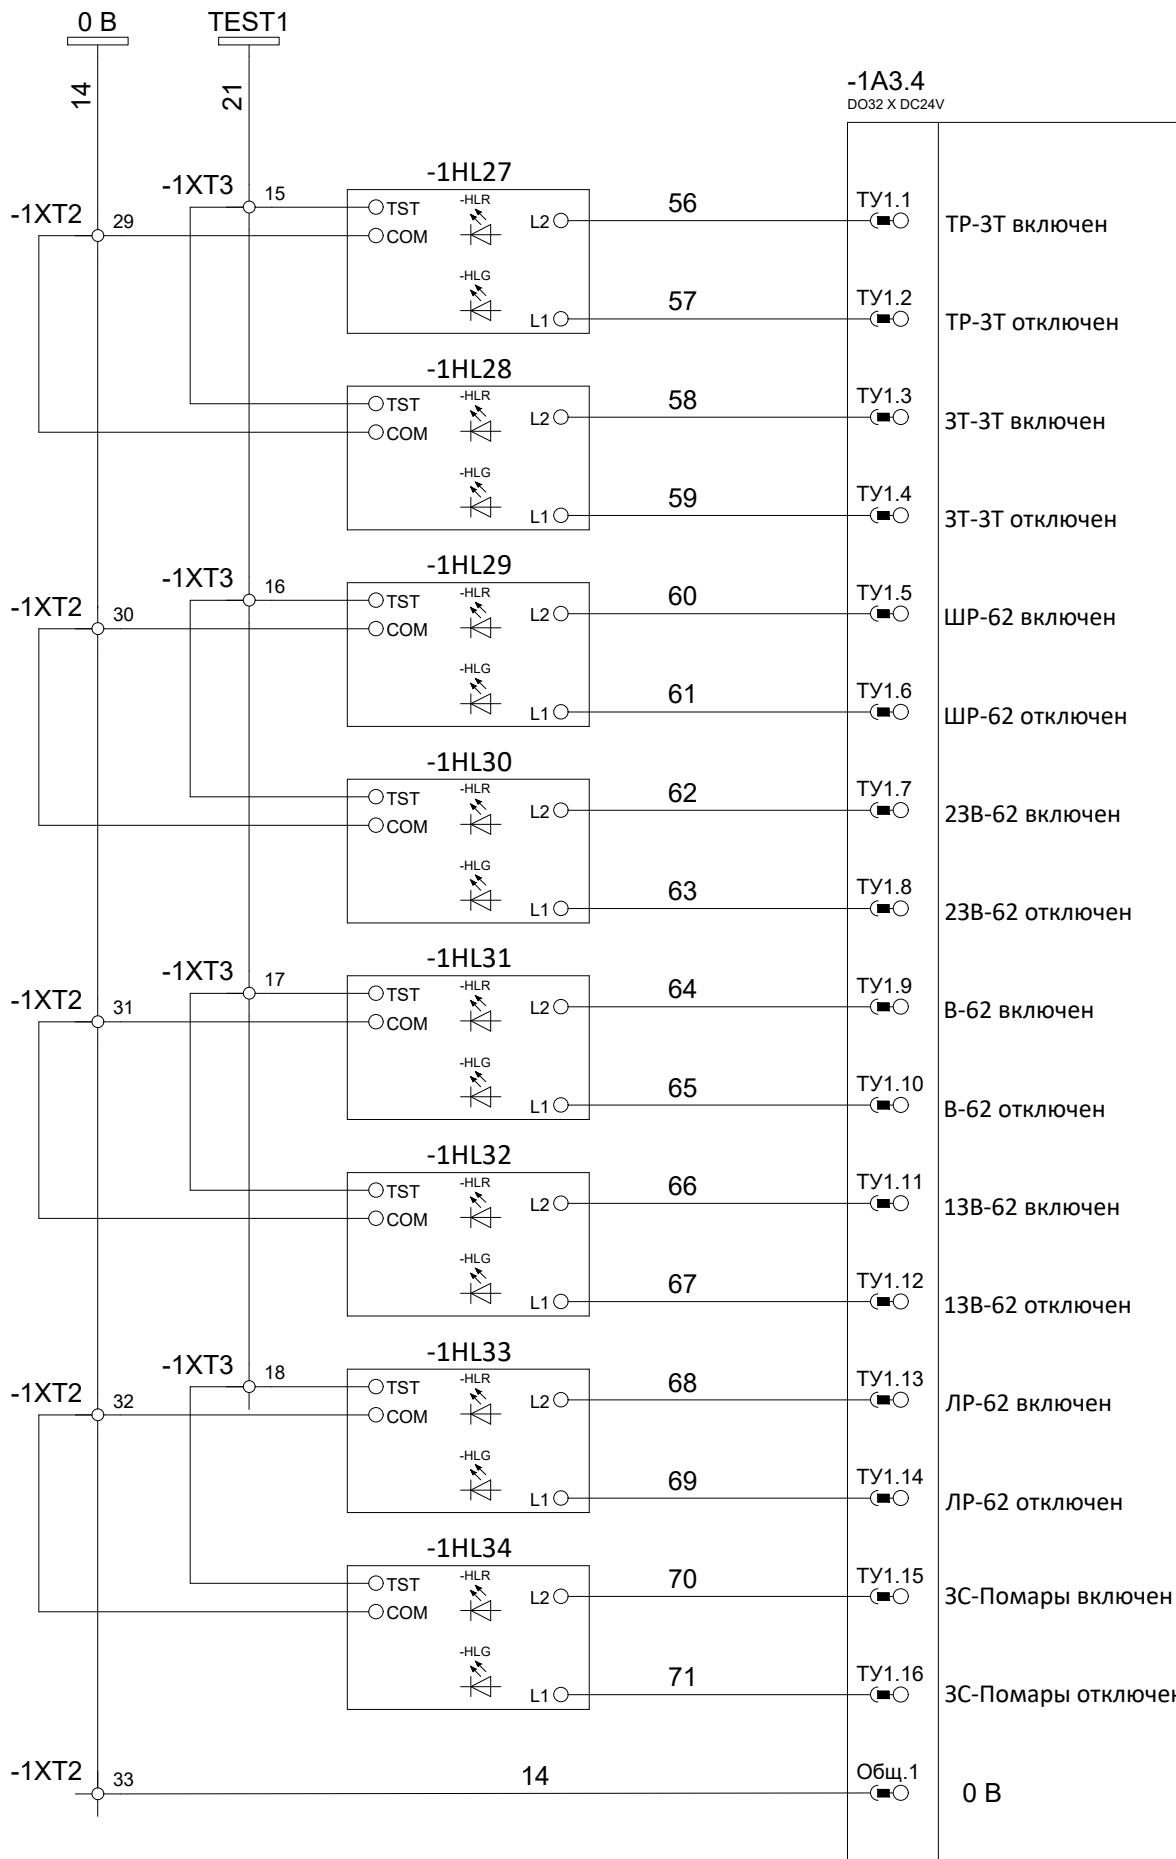 0 В
TEST1
14
21
-1A3.4
DO32 X DC24V
-1HL27
-1XT3
15
-1XT2
29
TST
COM
-HLR
-HLG
L2
L1
56
57
ТУ1.1
ТУ1.2
ТР-3Т включен
ТР-3Т отключен
-1HL28
TST
COM
-HLR
-HLG
L2
L1
58
59
ТУ1.3
ТУ1.4
3Т-3Т включен
3Т-3Т отключен
-1HL29
-1XT3
16
-1XT2
30
TST
COM
-HLR
-HLG
L2
L1
60
61
ТУ1.5
ТУ1.6
ШР-62 включен
ШР-62 отключен
-1HL30
TST
COM
-HLR
-HLG
L2
L1
62
63
ТУ1.7
ТУ1.8
23В-62 включен
23В-62 отключен
-1HL31
-1XT3
17
-1XT2
31
TST
COM
-HLR
-HLG
L2
L1
64
65
ТУ1.9
ТУ1.10
В-62 включен
В-62 отключен
-1HL32
TST
COM
-HLR
-HLG
L2
L1
66
67
ТУ1.11
ТУ1.12
13В-62 включен
13В-62 отключен
-1HL33
-1XT3
18
-1XT2
32
TST
COM
-HLR
-HLG
L2
L1
68
69
ТУ1.13
ТУ1.14
ЛР-62 включен
ЛР-62 отключен
-1HL34
TST
COM
-HLR
-HLG
L2
L1
70
71
ТУ1.15
ТУ1.16
3С-Помары включен
3С-Помары отключен
-1XT2
33
14
Общ.1
0 В